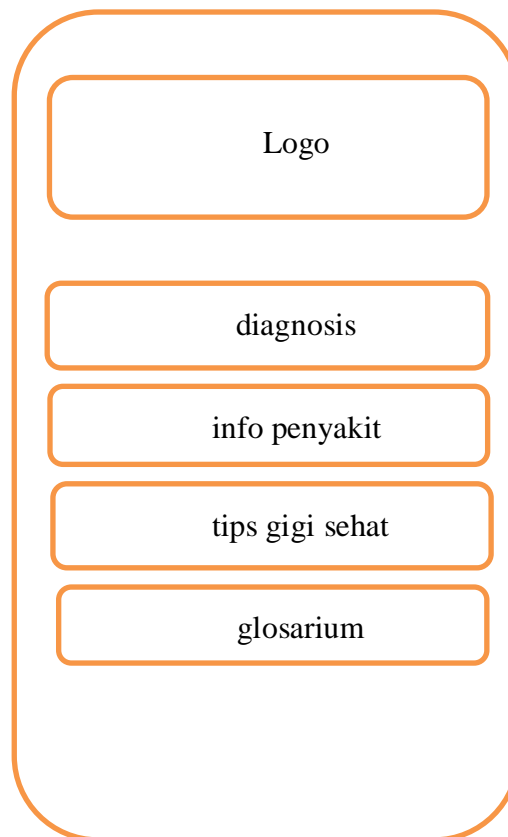 Logo
diagnosis
info penyakit
tips gigi sehat
glosarium